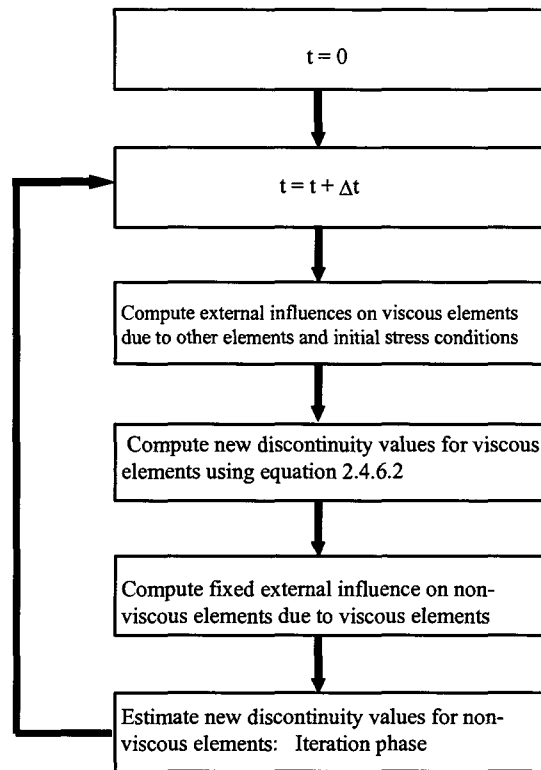 t = 0
t = t + Δt
Compute external influences on viscous elements
due to other elements and initial stress conditions
Compute new discontinuity values for viscous
elements using equation 2.4.6.2
Compute fixed external influence on non-
viscous elements due to viscous elements
Estimate new discontinuity values for non-
viscous elements: Iteration phase